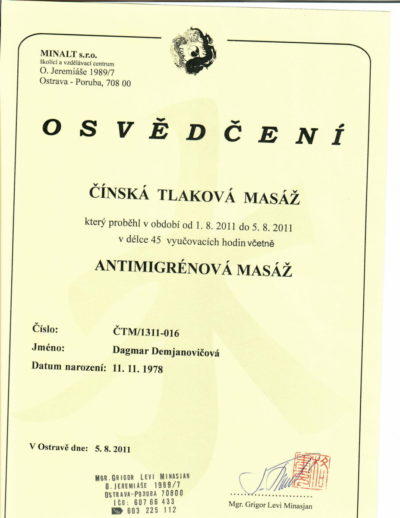 MINALT s.r.o.
školící a vzdělávací centrum
O. Jeremiáše 1989/7
Ostrava - Poruba, 708 00
OSVĚDČENÍ
ČÍNSKÁ TLAKOVÁ MASÁŽ
který proběhl v období od 1. 8. 2011 do 5. 8. 2011
v délce 45 vyučovacích hodin včetně
ANTIMIGRÉNOVÁ MASÁŽ
Číslo: ČTM/1311-016
Jméno: Dagmar Demjanovičová
Datum narození: 11. 11. 1978
V Ostravě dne: 5. 8. 2011
MGR.GRIGOR LEVI MINASJAN
O. JEREMIÁŠE 1989/7
OSTRAVA-PORUBA 70800
IČO: 607 66 433
603 225 112
Mgr. Grigor Levi Minasjan